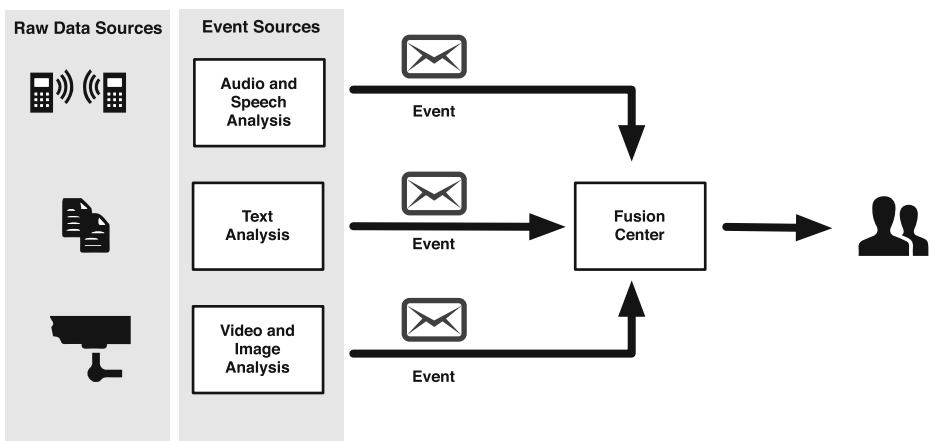 Raw Data Sources
Event Sources
Audio and
Speech
Analysis
Event
Text
Analysis
Event
Fusion
Center
Video and
Image
Analysis
Event